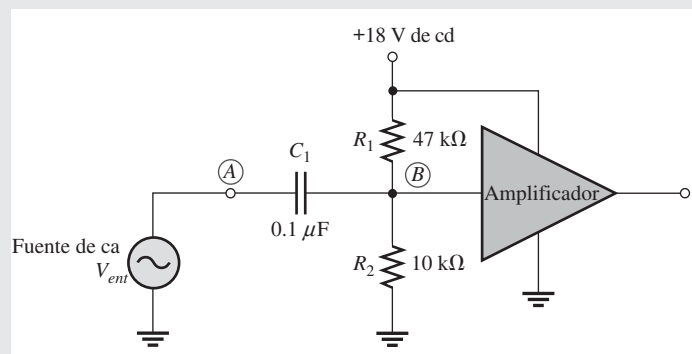 +18 V de cd
R1 47 kΩ
C1
A
B
Amplificador
0.1 μF
Fuente de ca
Vent
R2 10 kΩ